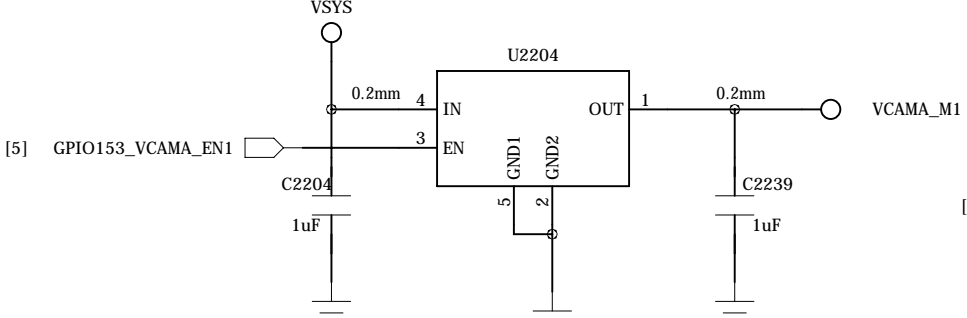 VSYS
U2204
0.2mm
4
IN
OUT
1
0.2mm
VCAMA_M1
[5]
GPIO153_VCAMA_EN1
3
EN
GND1
GND2
5
2
C2204
1uF
C2239
1uF
[